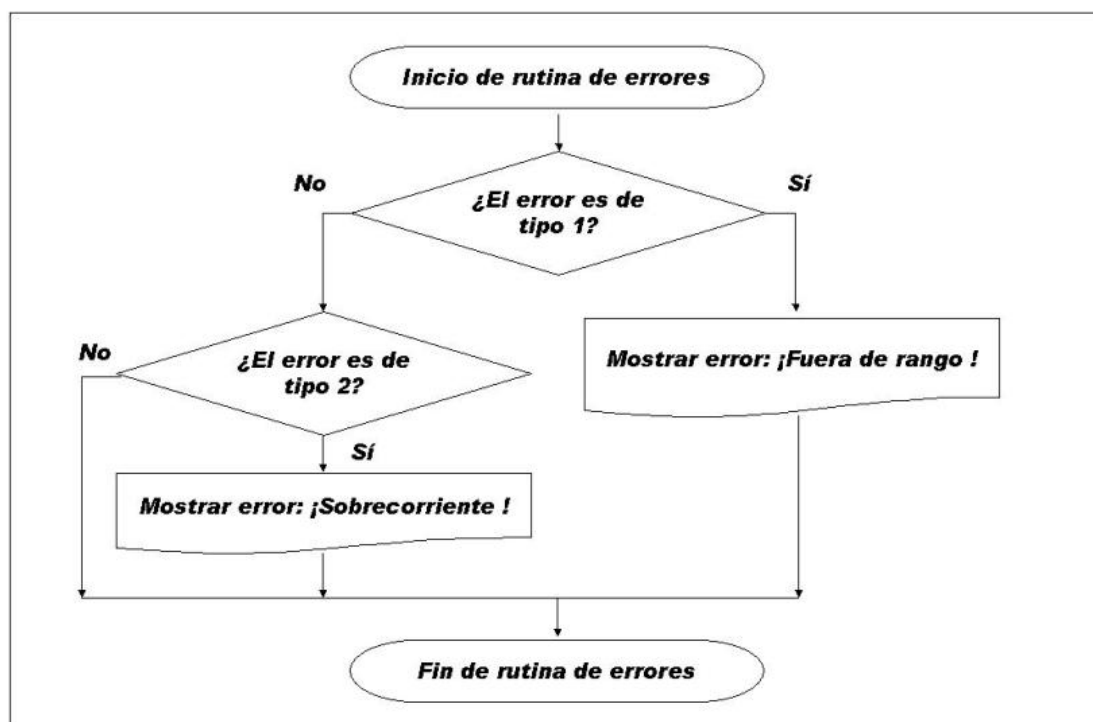 Inicio de rutina de errores
No
Sí
¿El error es de
tipo 1?
No
¿El error es de
tipo 2?
Mostrar error: ¡Fuera de rango !
Sí
Mostrar error: ¡Sobrecorriente !
Fin de rutina de errores